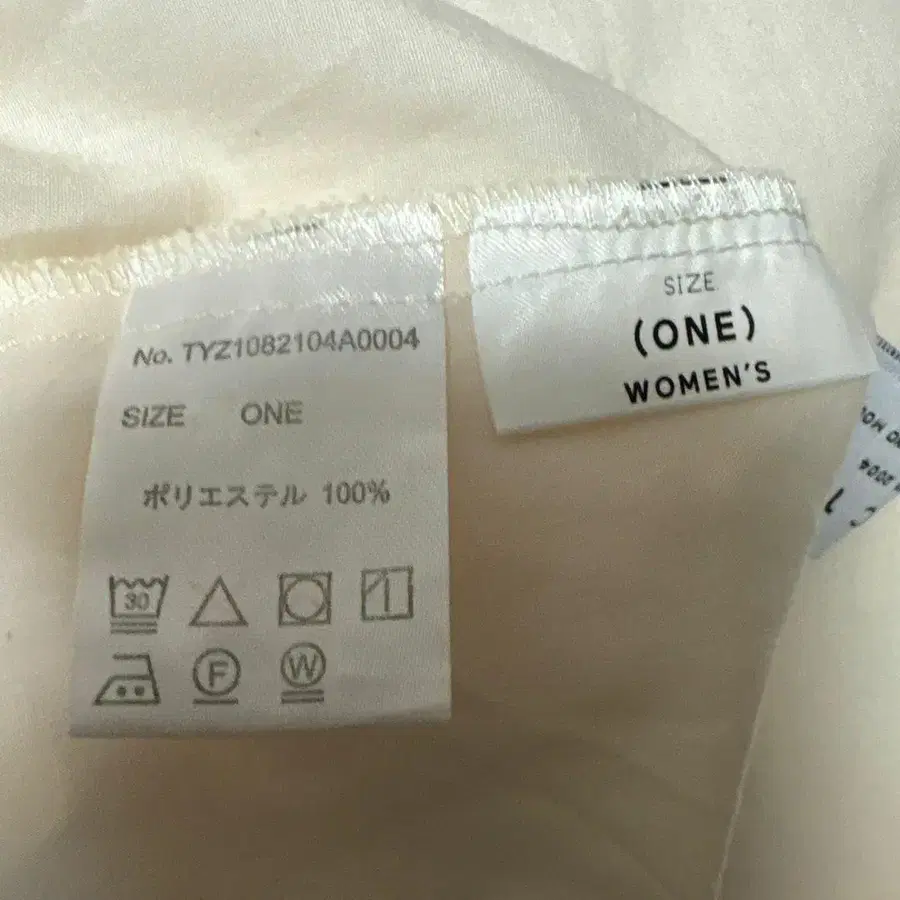 No. TYZ1082104A0004
SIZE ONE
ポリエステル 100%
30
F
W
SIZE
(ONE)
WOMEN'S